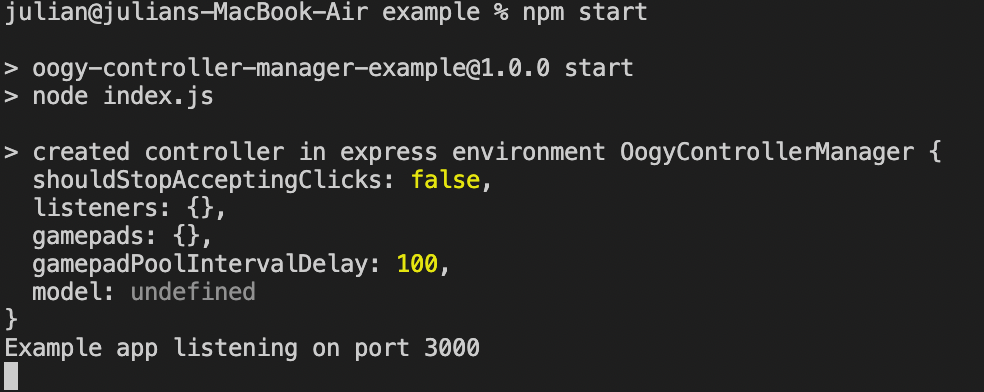 julian@julians-MacBook-Air example % npm start
> oogy-controller-manager-example@1.0.0 start
> node index.js
> created controller in express environment OogyControllerManager {
shouldStopAcceptingClicks: false,
listeners: {},
gamepads: {},
gamepadPoolIntervalDelay: 100,
model: undefined
}
Example app listening on port 3000